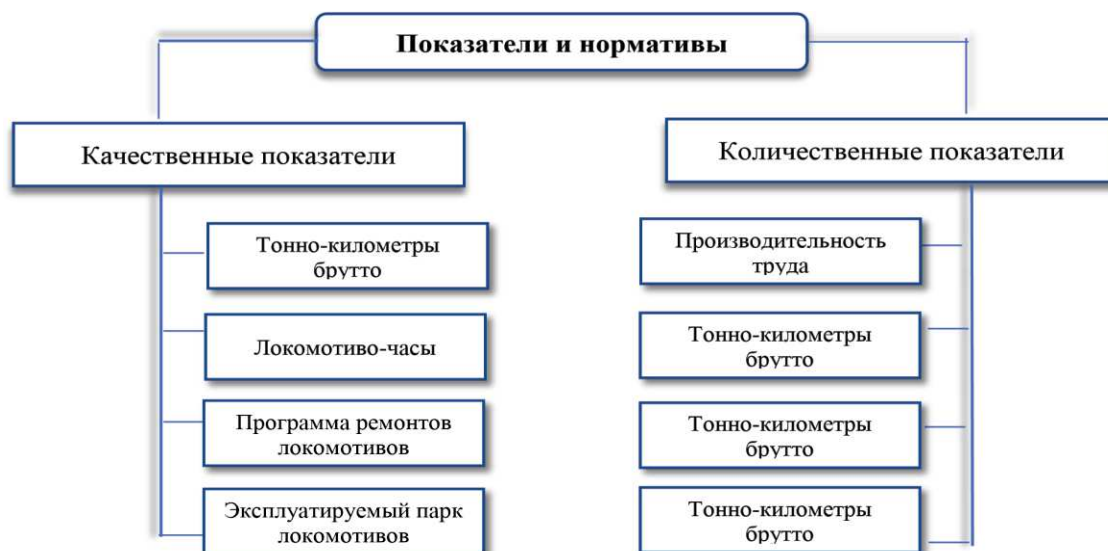 Показатели и нормативы
Качественные показатели
Тонно-километры
брутто
Локомотиво-часы
Программа ремонтов
локомотивов
Эксплуатируемый парк
локомотивов
Количественные показатели
Производительность
труда
Тонно-километры
брутто
Тонно-километры
брутто
Тонно-километры
брутто